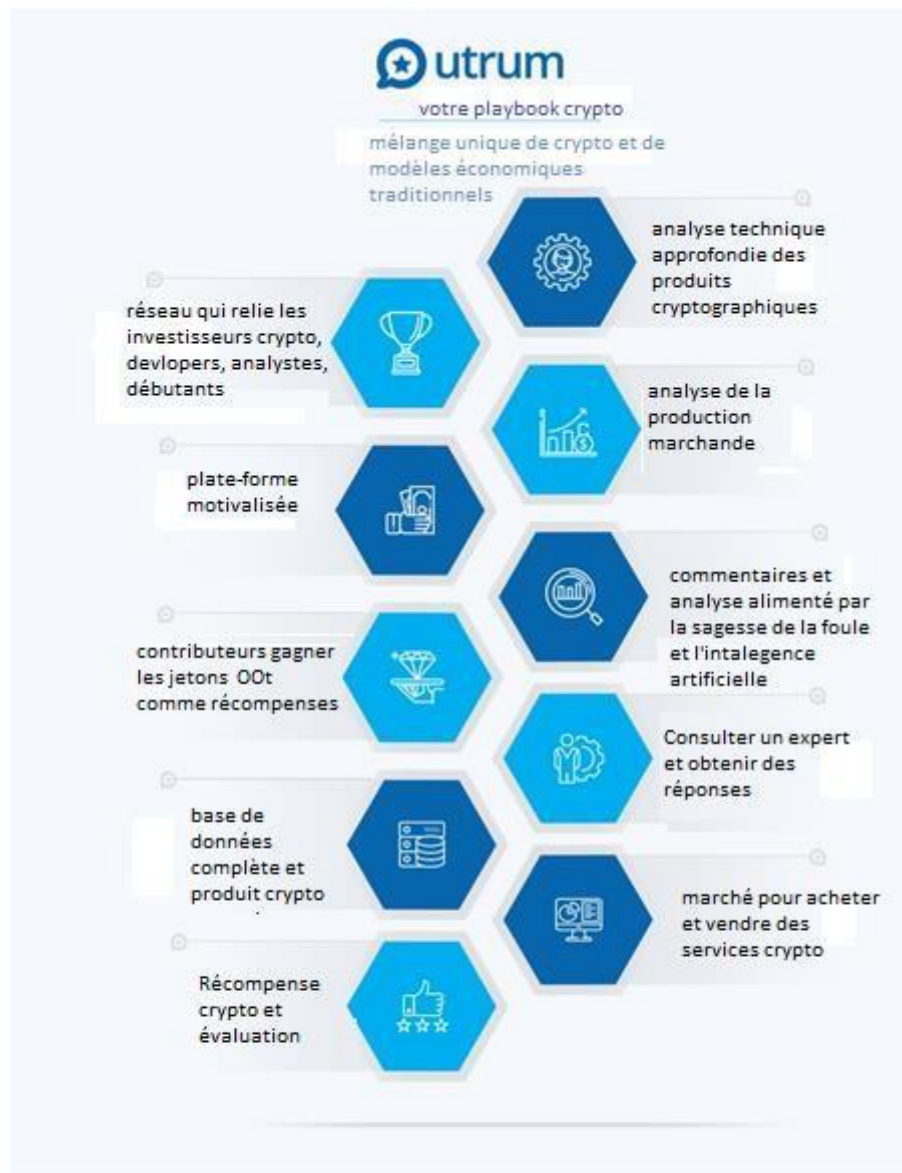 utrum
votre playbook crypto
mélange unique de crypto et de
modèles économiques
traditionnels
analyse technique
approfondie des
produits
cryptographiques
réseau qui relie les
investisseurs crypto,
devlopers, analystes,
débutants
analyse de la
production
marchande
plate-forme
motivalisée
commentaires et
analyse alimenté par
la sagesse de la foule
et l'intalegence
artificielle
contributeurs gagner
les jetons OOt
comme récompenses
Consulter un expert
et obtenir des
réponses
base de
données
complète et
produit crypto
marché pour acheter
et vendre des
services crypto
Récompense
crypto et
évaluation